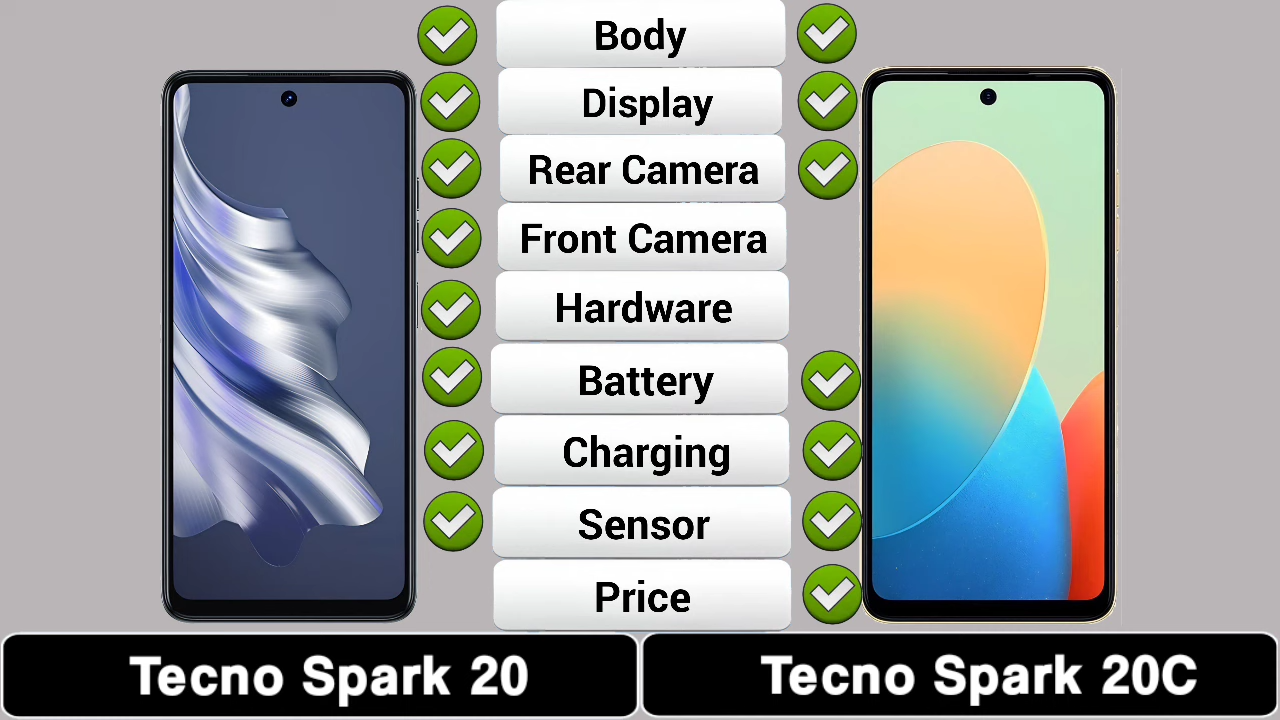 Body
Display
Rear Camera
Front Camera
Hardware
Battery
Charging
Sensor
Price
Tecno Spark 20
Tecno Spark 20C